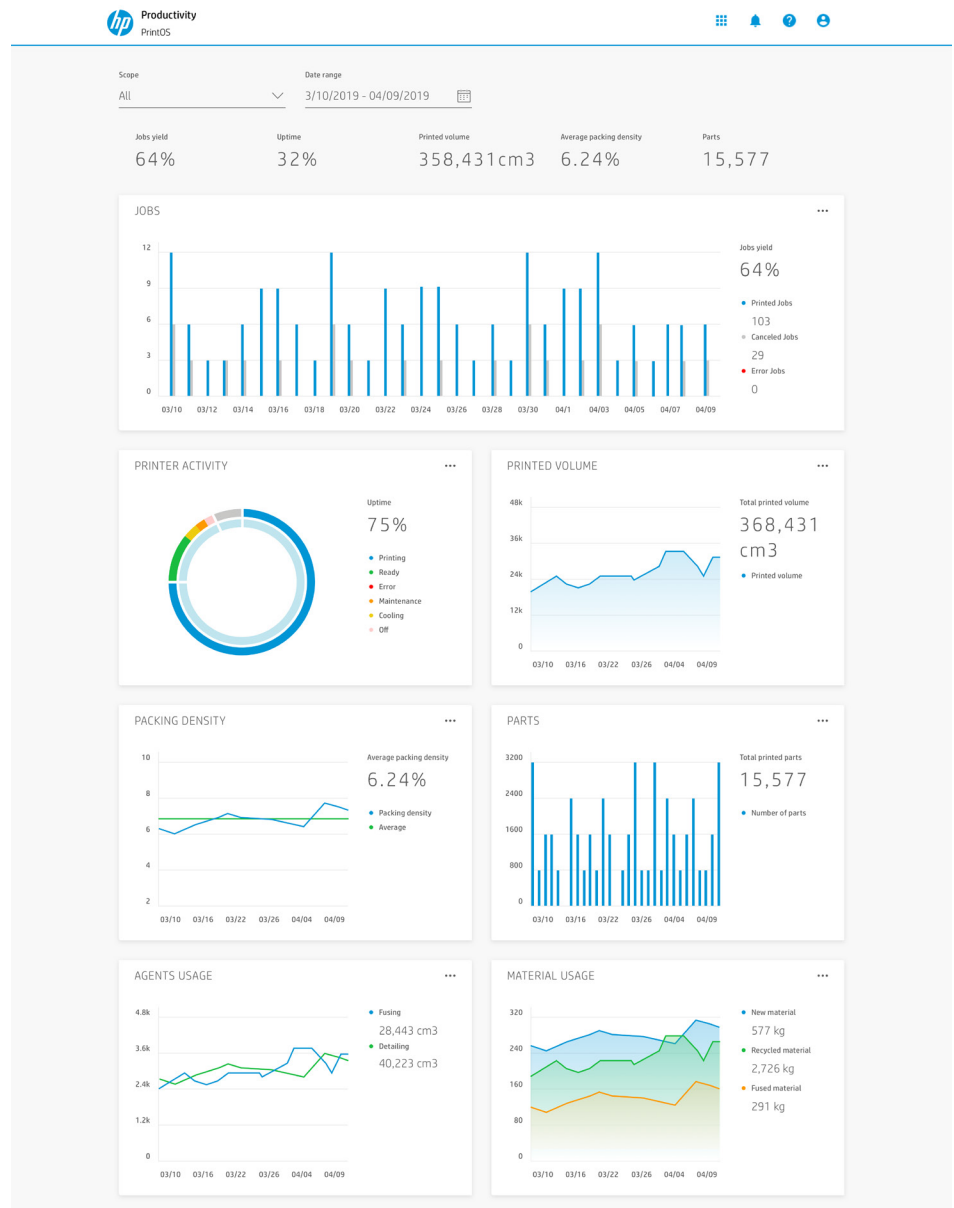 hp
Productivity
PrintOS
Scope
All
Date range
3/10/2019 - 04/09/2019
Jobs yield
64%
Uptime
32%
Printed volume
358,431cm3
Average packing density
6.24%
Parts
15,577
JOBS
12
9
6
3
0
03/10 03/12 03/14 03/16 03/18 03/20 03/22 03/24 03/26 03/28 03/30 04/1 04/03 04/05 04/07 04/09
Jobs yield
64%
Printed Jobs
103
Canceled Jobs
29
Error Jobs
0
PRINTER ACTIVITY
Uptime
75%
Printing
Ready
Error
Maintenance
Cooling
Off
PRINTED VOLUME
48k
36k
24k
12k
0
03/10 03/16 03/22 03/26 04/04 04/09
Total printed volume
368,431
cm3
Printed volume
PACKING DENSITY
10
8
6
4
2
03/10 03/16 03/22 03/26 04/04 04/09
Average packing density
6.24%
Packing density
Average
PARTS
3200
2400
1600
800
0
03/10 03/16 03/22 03/26 04/04 04/09
Total printed parts
15,577
Number of parts
AGENTS USAGE
4.8k
3.6k
2.4k
1.2k
0
03/10 03/16 03/22 03/26 04/04 04/09
Fusing
28,443 cm3
Detailing
40,223 cm3
MATERIAL USAGE
320
240
160
80
0
03/10 03/16 03/22 03/26 04/04 04/09
New material
577 kg
Recycled material
2,726 kg
Fused material
291 kg